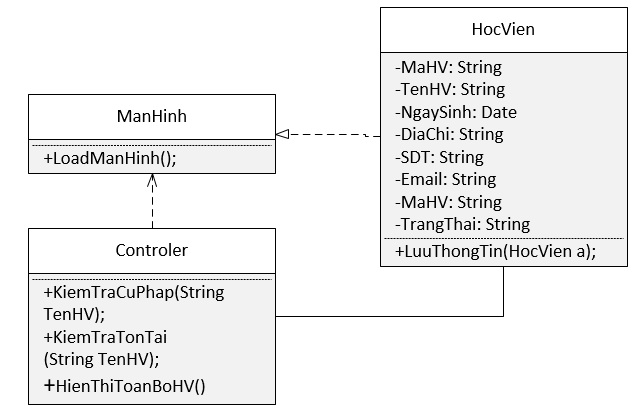 HocVien
-MaHV: String
-TenHV: String
-NgaySinh: Date
-DiaChi: String
-SDT: String
-Email: String
-MaHV: String
-TrangThai: String
+LuuThongTin(HocVien a);
ManHinh
+LoadManHinh();
Controler
+KiemTraCuPhap(String
TenHV);
+KiemTraTonTai
(String TenHV);
+HienThiToanBoHV()